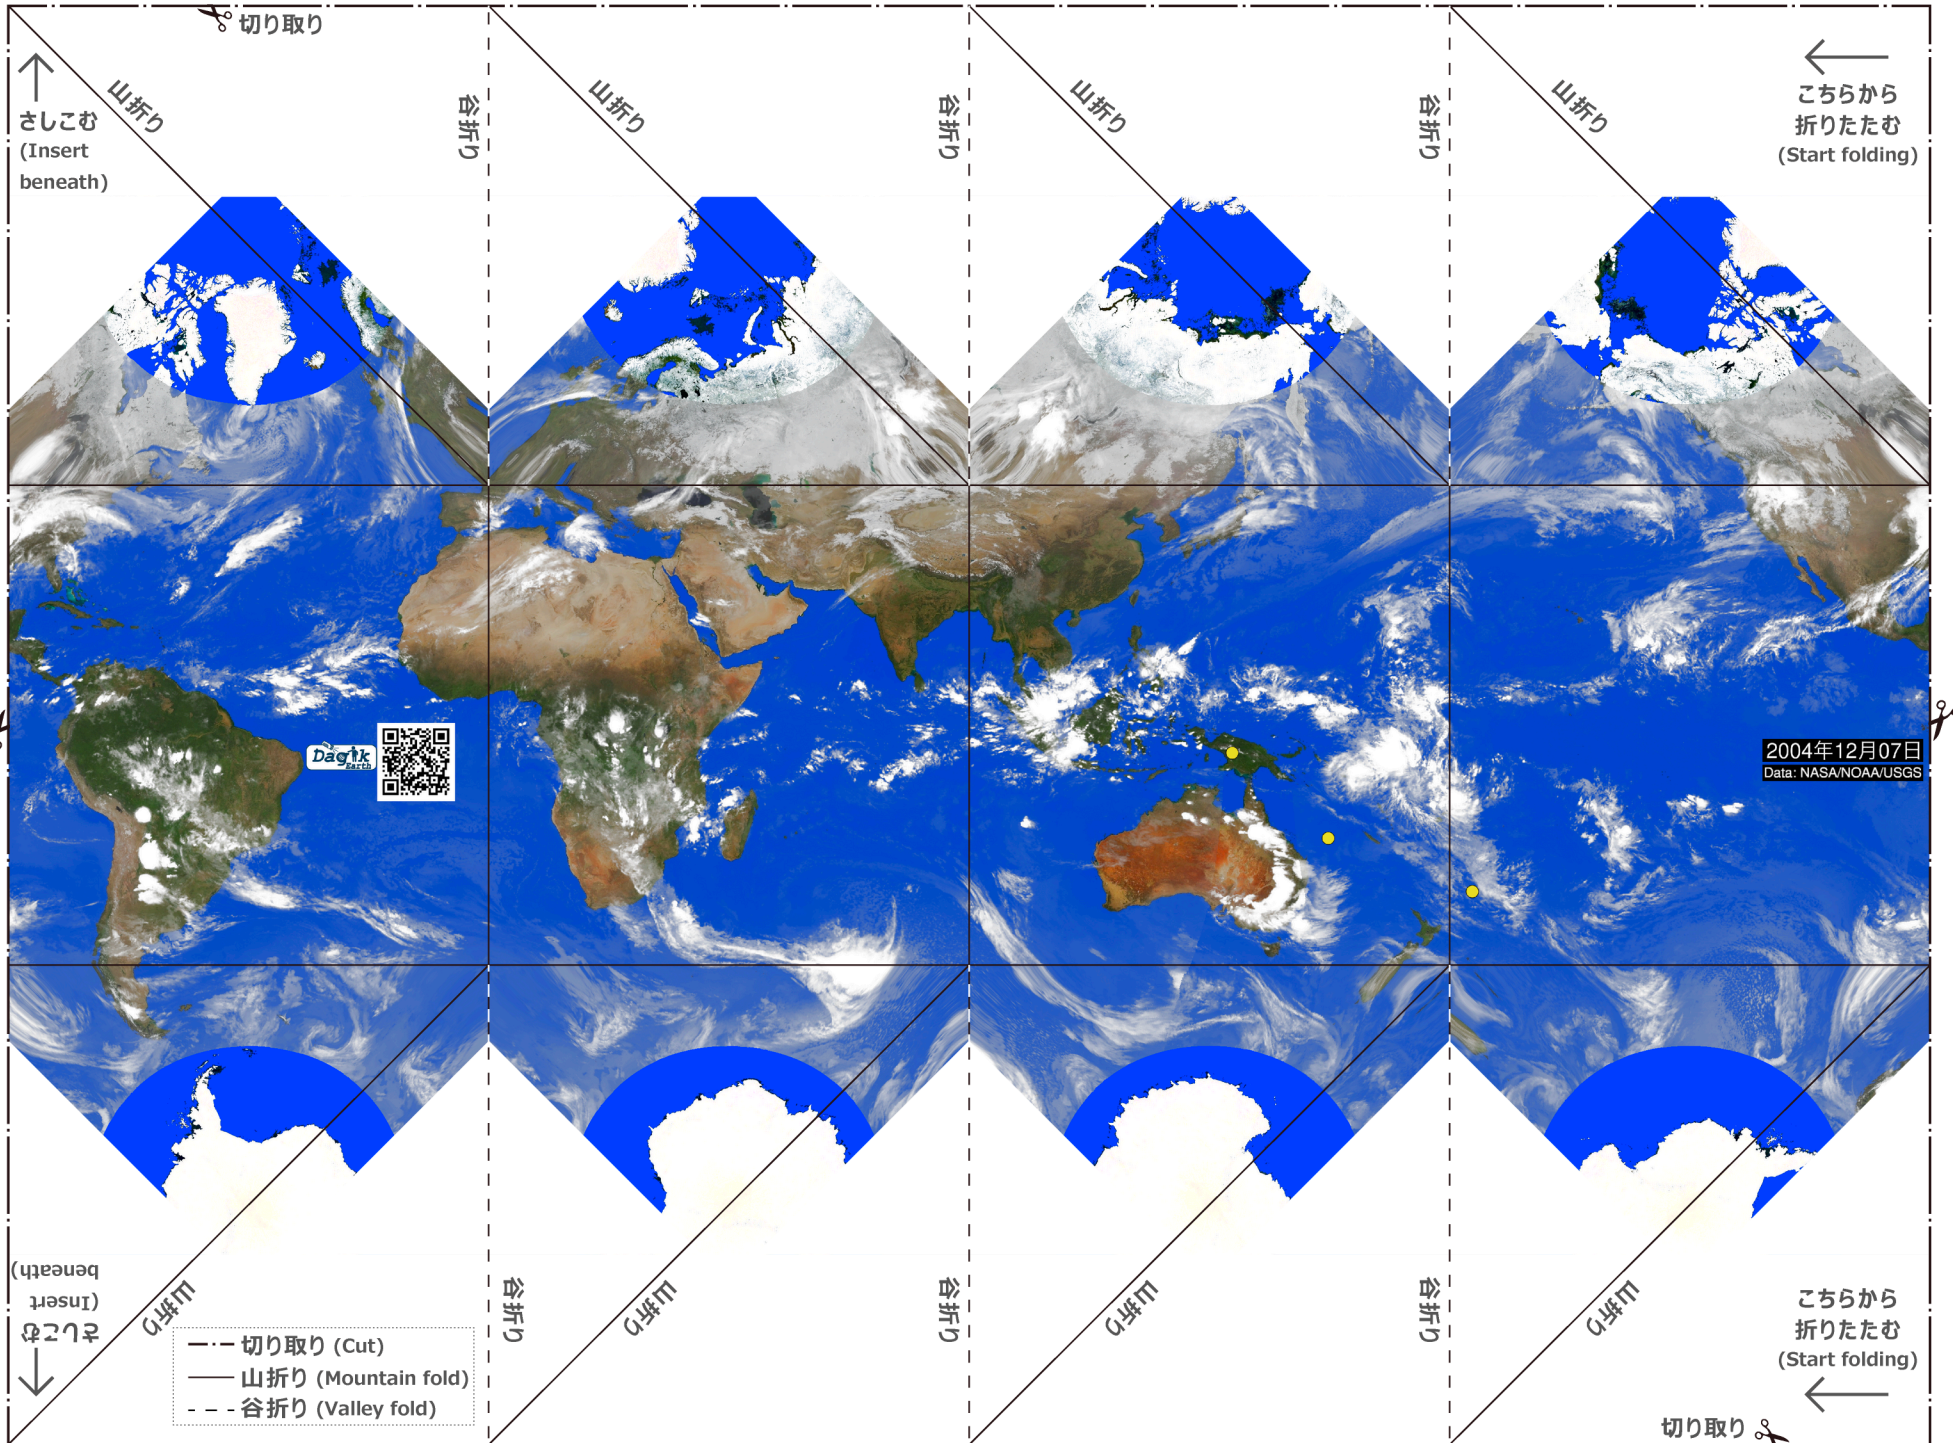 切り取り
さしこむ
(Insert
beneath)
山折り
谷折り
山折り
谷折り
山折り
谷折り
山折り
こちらから
折りたたむ
(Start folding)
Dagik
Earth
2004年12月07日
Data: NASA/NOAA/USGS
さしこむ
(Insert
beneath)
山折り
谷折り
山折り
谷折り
山折り
谷折り
山折り
こちらから
折りたたむ
(Start folding)
切り取り (Cut)
山折り (Mountain fold)
谷折り (Valley fold)
切り取り